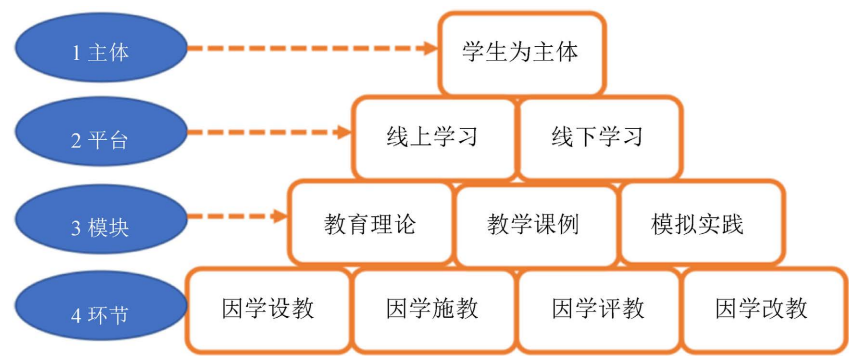 1 主体 学生为主体
2 平台 线上学习 线下学习
3 模块 教育理论 教学课例 模拟实践
4 环节 因学设教 因学施教 因学评教 因学改教